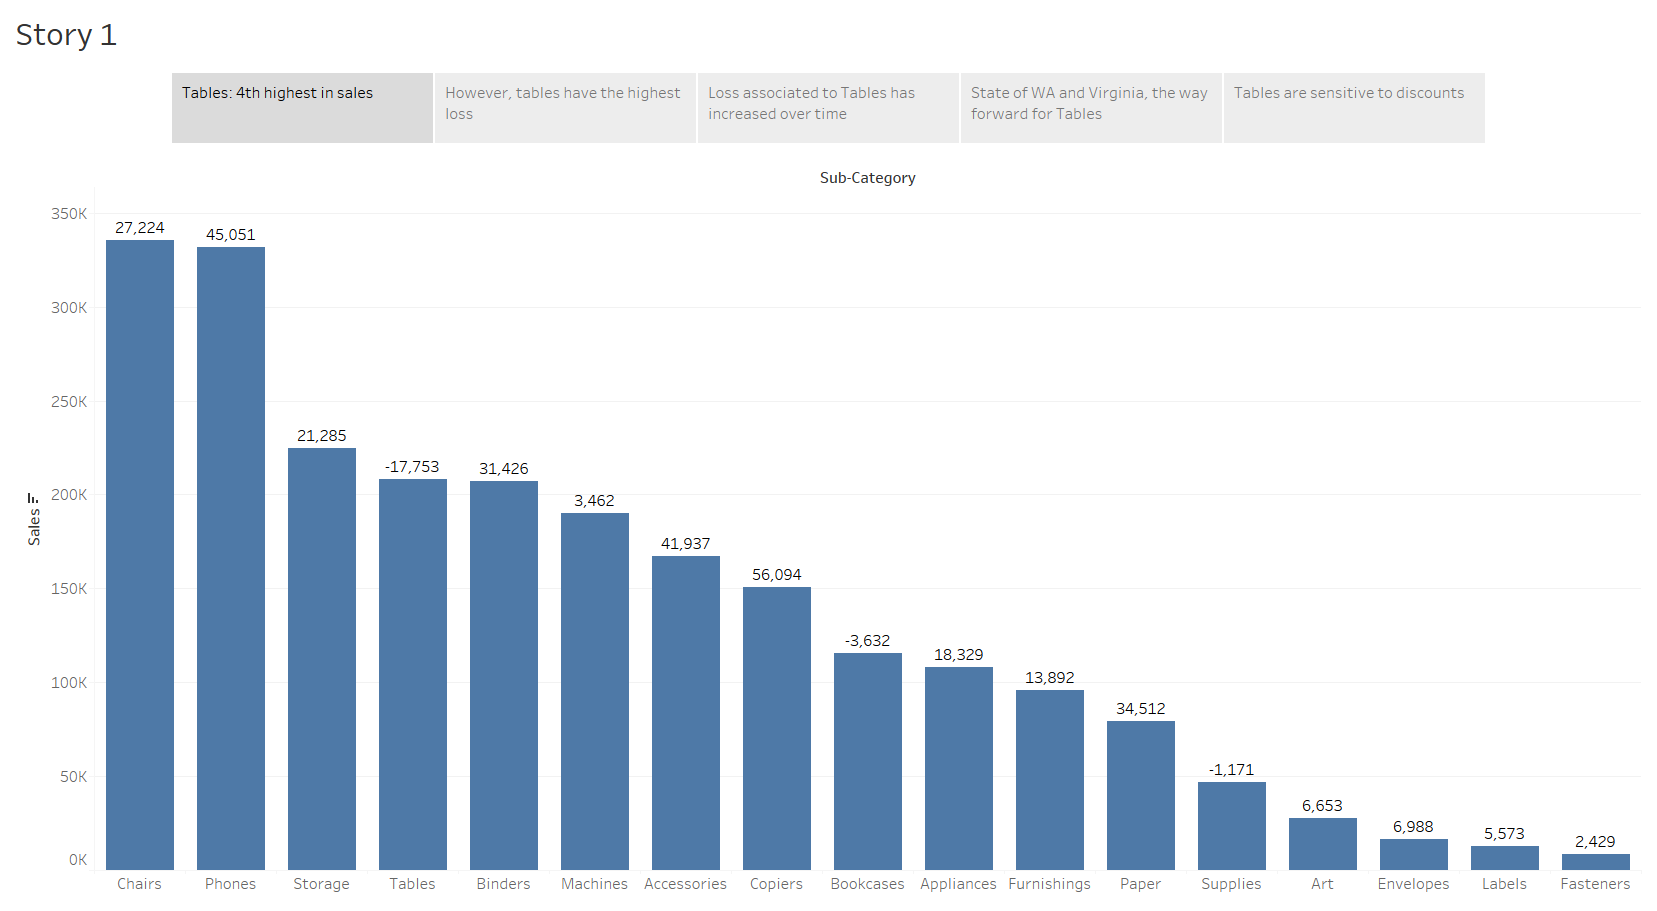 Story 1
Tables: 4th highest in sales
However, tables have the highest
loss
Loss associated to Tables has
increased over time
State of WA and Virginia, the way
forward for Tables
Tables are sensitive to discounts
Sub-Category
350K
300K
250K
200K
150K
100K
50K
0K
Sales
27,224
45,051
21,285
-17,753
31,426
3,462
41,937
56,094
-3,632
18,329
13,892
34,512
-1,171
6,653
6,988
5,573
2,429
Chairs
Phones
Storage
Tables
Binders
Machines
Accessories
Copiers
Bookcases
Appliances
Furnishings
Paper
Supplies
Art
Envelopes
Labels
Fasteners